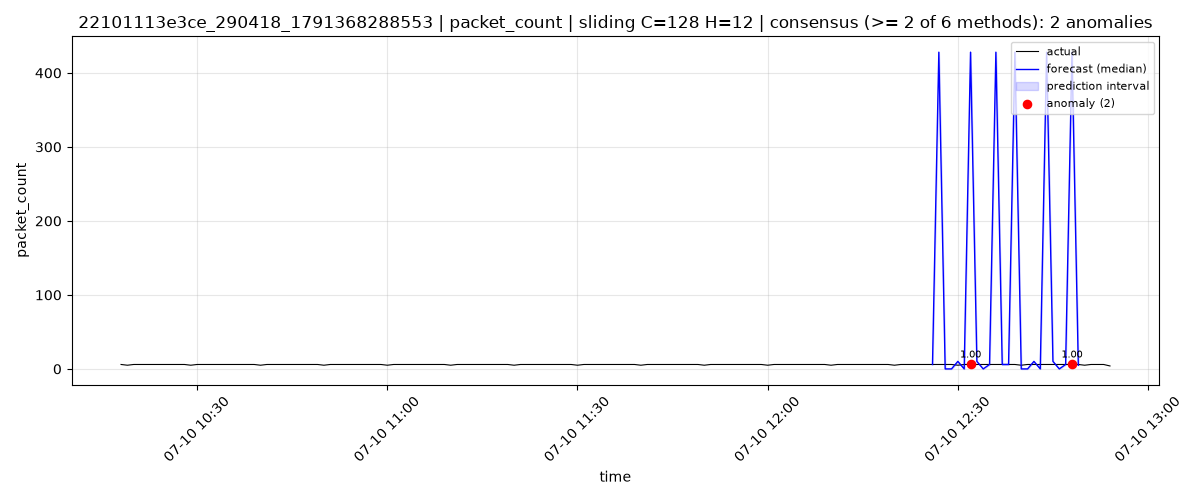 22101113e3ce_290418_1791368288553 | packet_count | sliding C=128 H=12 | consensus (>= 2 of 6 methods): 2 anomalies
actual
forecast (median)
prediction interval
anomaly (2)
packet_count
400
300
200
100
0
1.00
1.00
07-10 10:30
07-10 11:00
07-10 11:30
07-10 12:00
07-10 12:30
07-10 13:00
time